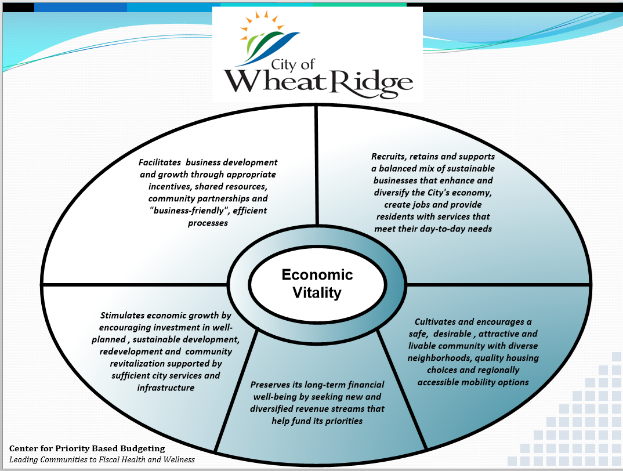 City of
Wheat Ridge
Facilitates business development
and growth through appropriate
incentives, shared resources,
community partnerships and
"business-friendly", efficient
processes
Recruits, retains and supports
a balanced mix of sustainable
businesses that enhance and
diversify the City's economy,
create jobs and provide
residents with services that
meet their day-to-day needs
Economic
Vitality
Stimulates economic growth by
encouraging investment in well-
planned , sustainable development,
redevelopment and community
revitalization supported by
sufficient city services and
infrastructure
Preserves its long-term financial
well-being by seeking new and
diversified revenue streams that
help fund its priorities
Cultivates and encourages a
safe, desirable , attractive and
livable community with diverse
neighborhoods, quality housing
choices and regionally
accessible mobility options
Center for Priority Based Budgeting
Leading Communities to Fiscal Health and Wellness